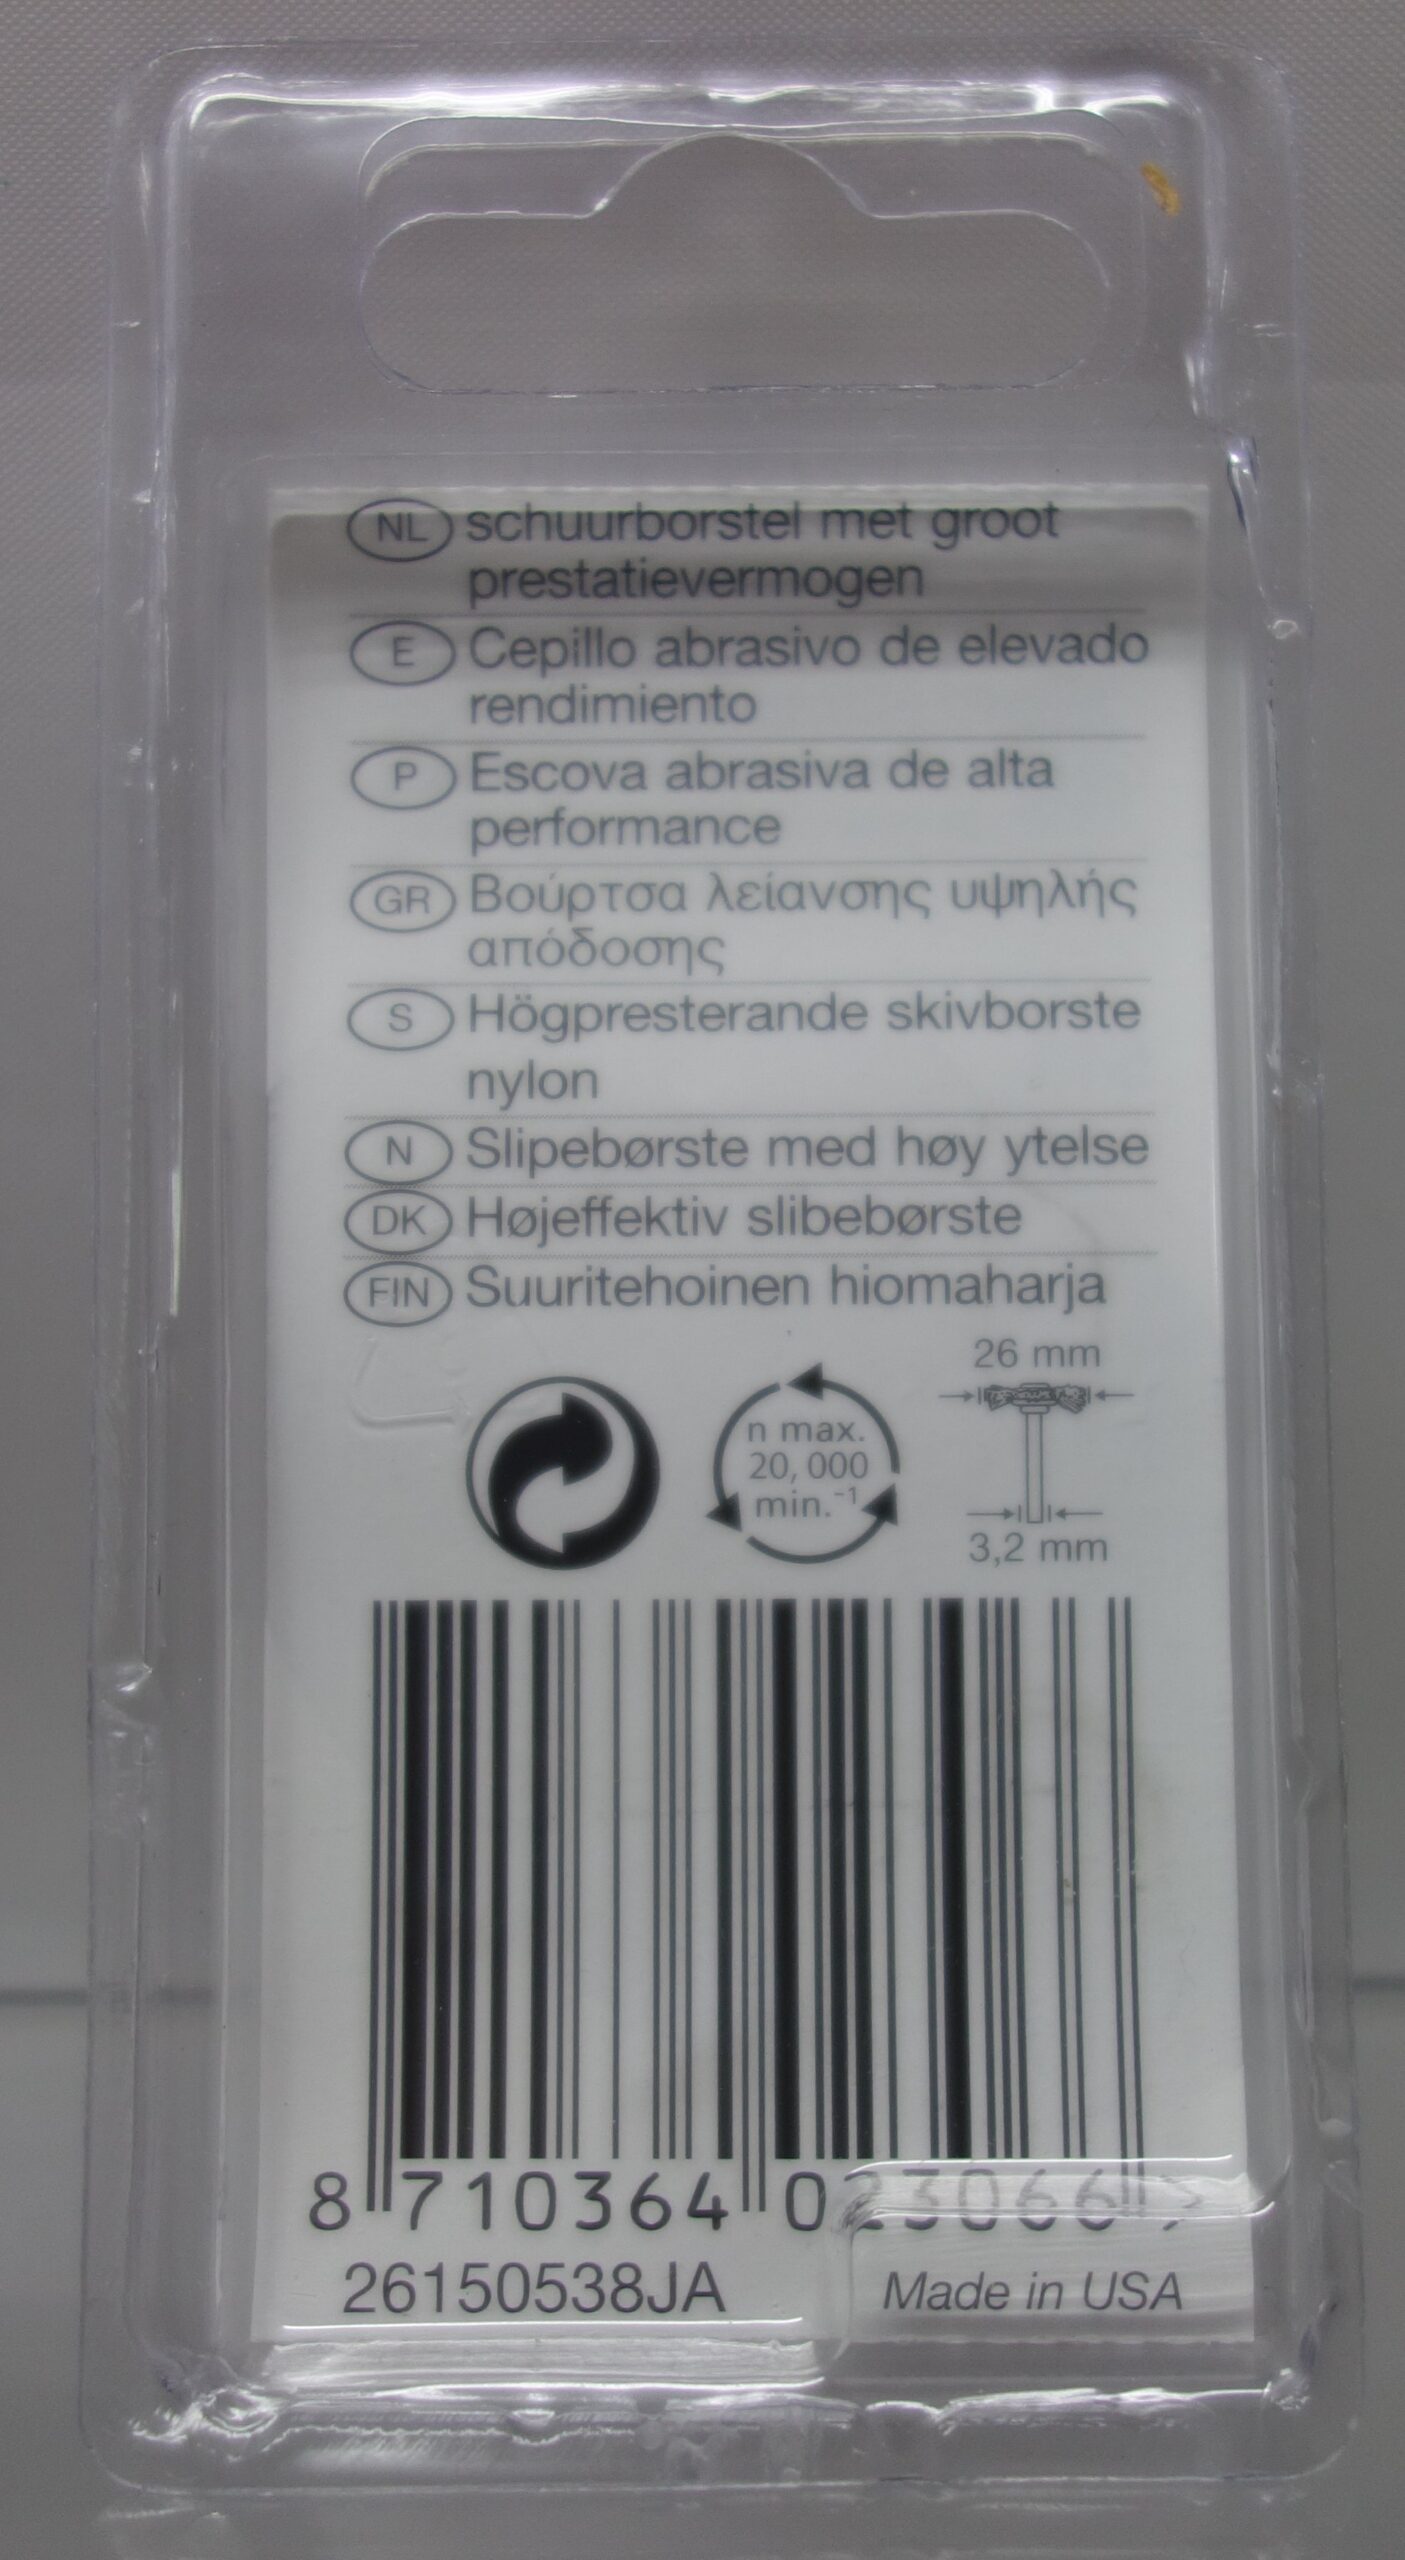 NL schuurborstel met groot
prestatievermogen
E Cepillo abrasivo de elevado
rendimiento
P Escova abrasiva de alta
performance
GR Βούρτσα λείανσης υψηλής
απόδοσης
S Högpresterande skivborste
nylon
N Slipebørste med høy ytelse
DK Højeffektiv slibebørste
FIN Suuritehoinen hiomaharja
26 mm
n max.
20,000
min.⁻¹
3,2 mm
8 710364 023066 >
26150538JA
Made in USA